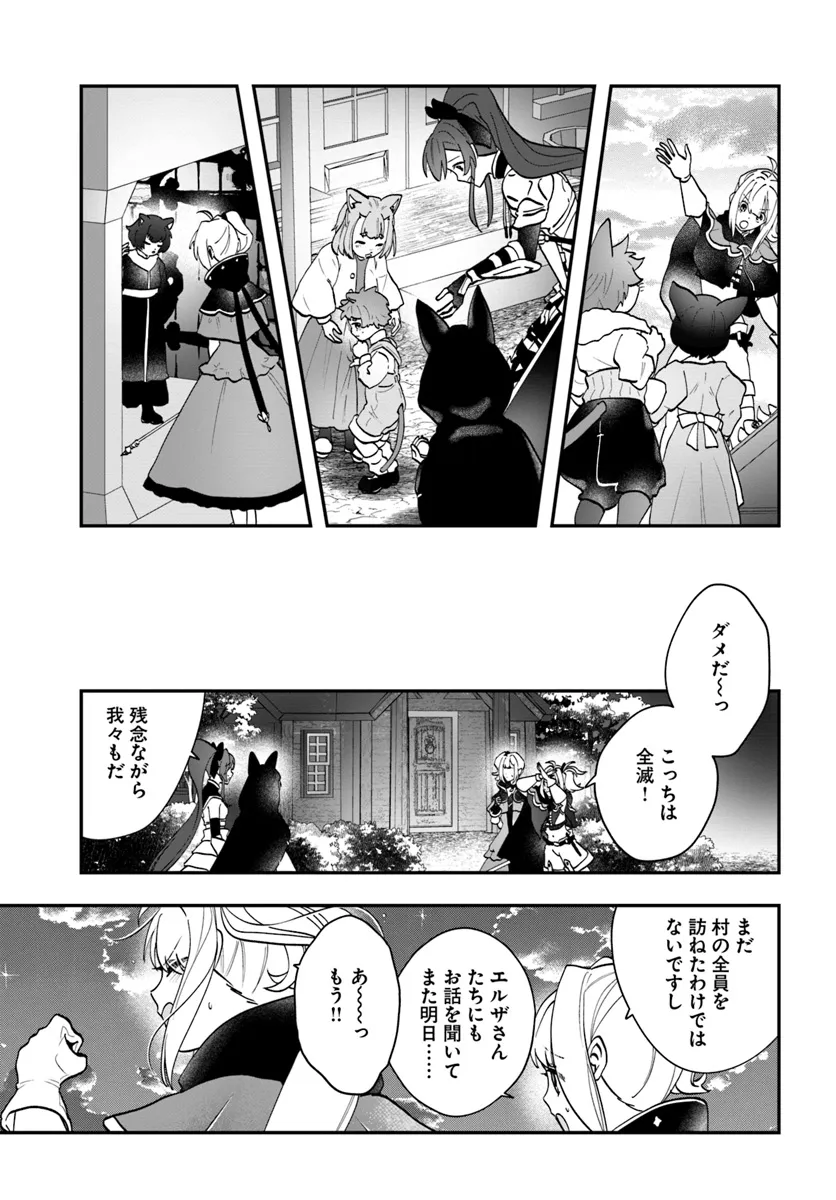 ダメだ〜っ
こっちは
全滅！
残念ながら
我々もだ
まだ
村の全員を
訪ねたわけでは
ないですし
エルザさん
たちにも
お話を聞いて
また明日……
あ〜〜っ
もう!!